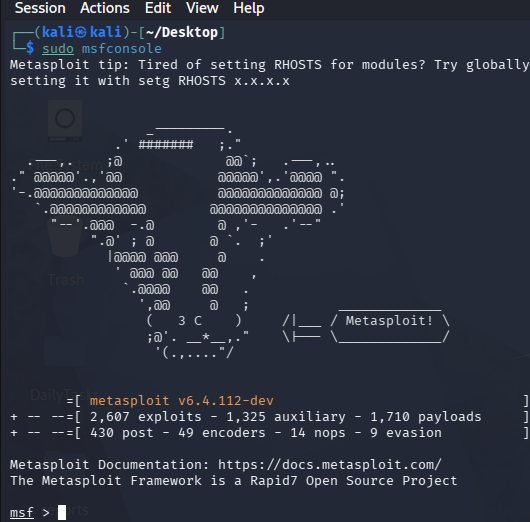 Session Actions Edit View Help
┌──(kali㉿kali)-[~/Desktop]
└─$ sudo msfconsole
Metasploit tip: Tired of setting RHOSTS for modules? Try globally
setting it with setg RHOSTS x.x.x.x
_---------.
.' #######   ;."
.---,.    ;@             @@`;   .---,..
." @@@@@'.,'@@            @@@@@',.'@@@@ ".
'-.@@@@@@@@@@@@@          @@@@@@@@@@@@@ @;
`.@@@@@@@@@@@@        @@@@@@@@@@@@@@ .'
"--'.@@@  -.@        @ ,'-   .'--"
".@' ; @       @ `.  ;'
|@@@@ @@@     @    .
' @@@ @@   @@    ,
`.@@@@    @@   .
',@@     @   ;           _____________
(   3 C    )     /|___ / Metasploit! \
;@'. __*__,."    \|--- \_____________/
'(.,...."/
=[ metasploit v6.4.112-dev                                ]
+ -- --=[ 2,607 exploits - 1,325 auxiliary - 1,710 payloads     ]
+ -- --=[ 430 post - 49 encoders - 14 nops - 9 evasion          ]
Metasploit Documentation: https://docs.metasploit.com/
The Metasploit Framework is a Rapid7 Open Source Project
msf >